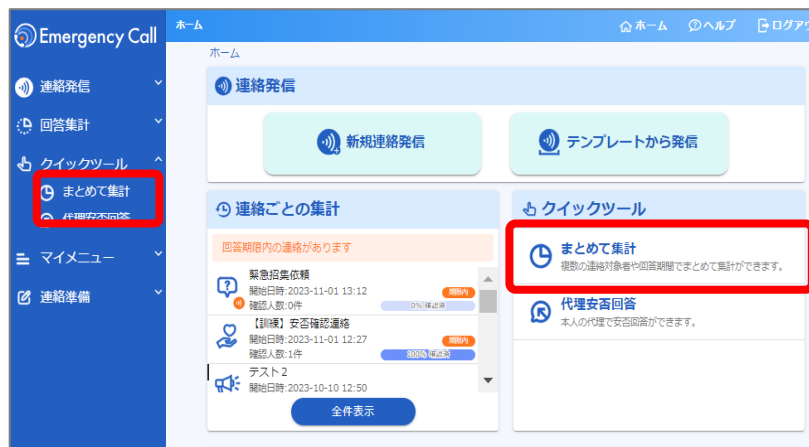 Emergency Call
連絡発信
回答集計
クイックツール
まとめて集計
代理安否回答
マイメニュー
連絡準備
ホーム
ホーム
ヘルプ
ログアウ
ホーム
連絡発信
新規連絡発信
テンプレートから発信
連絡ごとの集計
回答期限内の連絡があります
緊急招集依頼
開始日時:2023-11-01 13:12
期限内
確認人数:0件
0% 確認済
【訓練】安否確認連絡
開始日時:2023-11-01 12:27
期限内
確認人数:1件
100% 確認済
テスト2
開始日時:2023-10-10 12:50
全件表示
クイックツール
まとめて集計
複数の連絡対象者や回答期間でまとめて集計ができます。
代理安否回答
本人の代理で安否回答ができます。